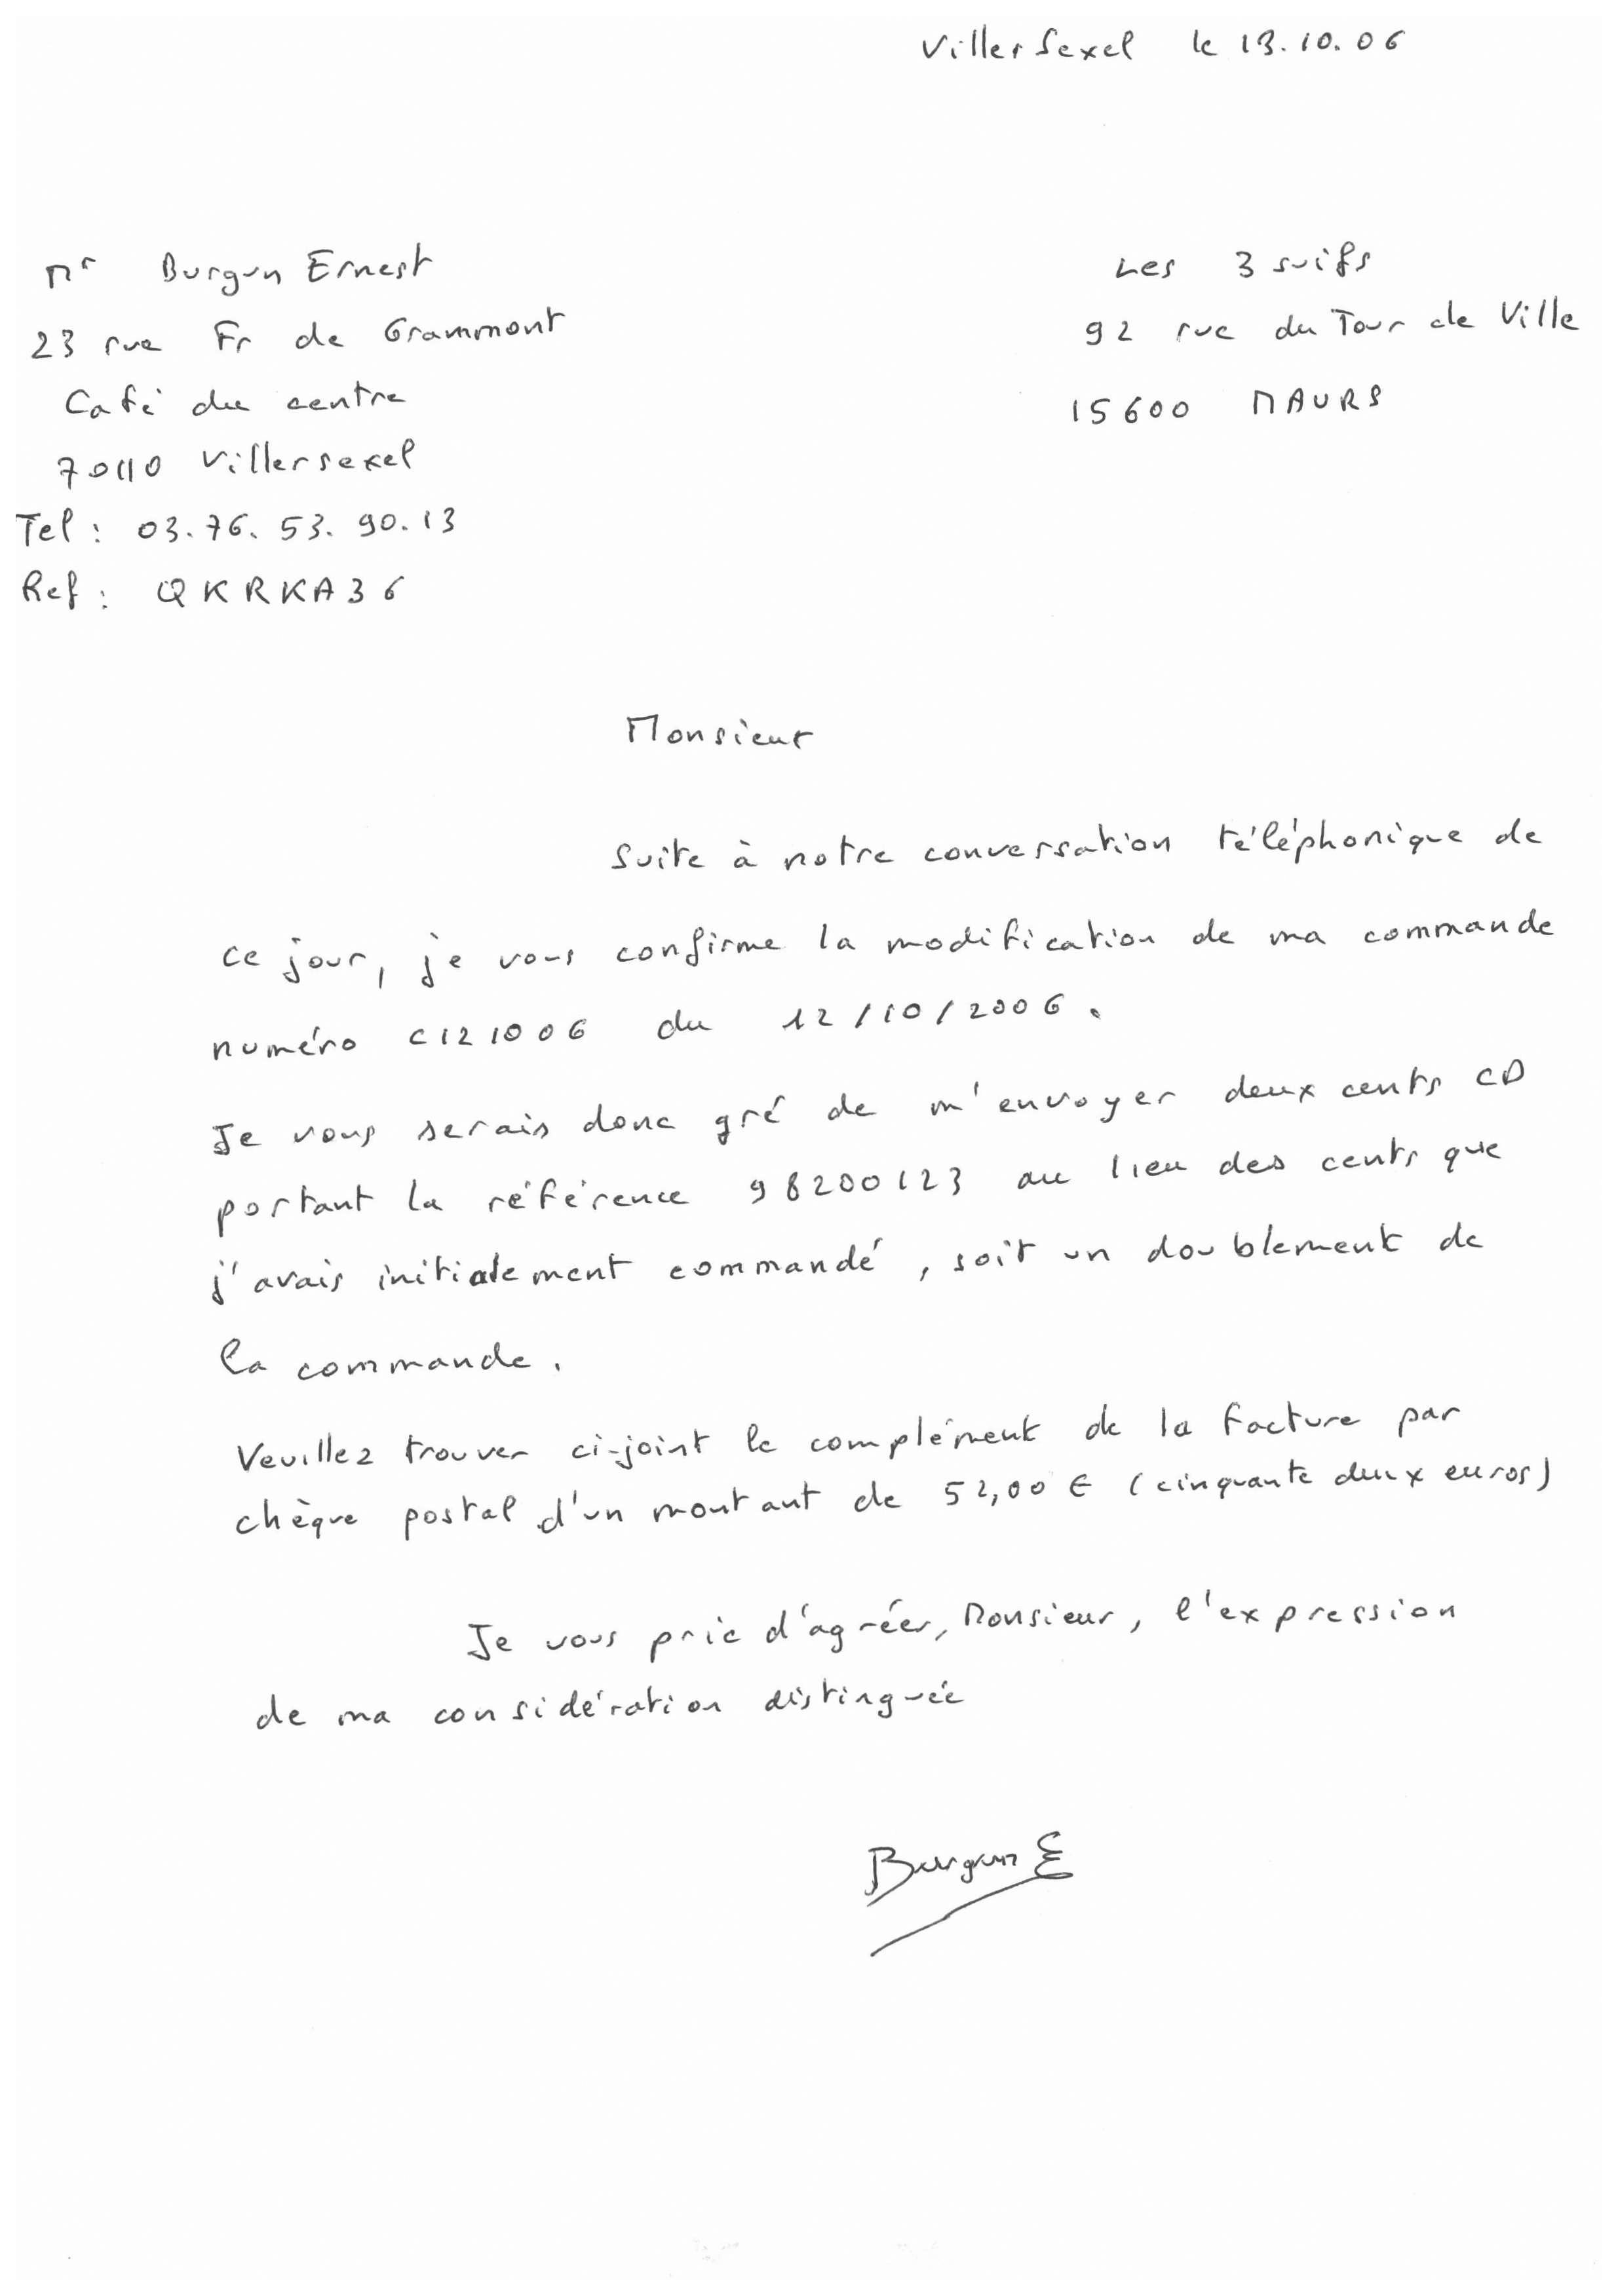 Villersexel le 13.10.06
Mr Burgun Ernest
23 rue Fr de Grammont
Café du centre
70110 Villersexel
Tel : 03.76.53.90.13
Ref : QKRKA36
Les 3 suifs
92 rue du Tour de Ville
15600 MAURS
Monsieur
Suite à notre conversation téléphonique de
ce jour, je vous confirme la modification de ma commande
numéro C121006 du 12/10/2006.
Je vous serais donc gré de m'envoyer deux cents CD
portant la référence 98200123 au lieu des cents que
j'avais initialement commandé, soit un doublement de
la commande.
Veuillez trouver ci-joint le complément de la facture par
chèque postal d'un montant de 52,00 € (cinquante deux euros)
Je vous prie d'agréer, Monsieur, l'expression
de ma considération distinguée
Burgun E